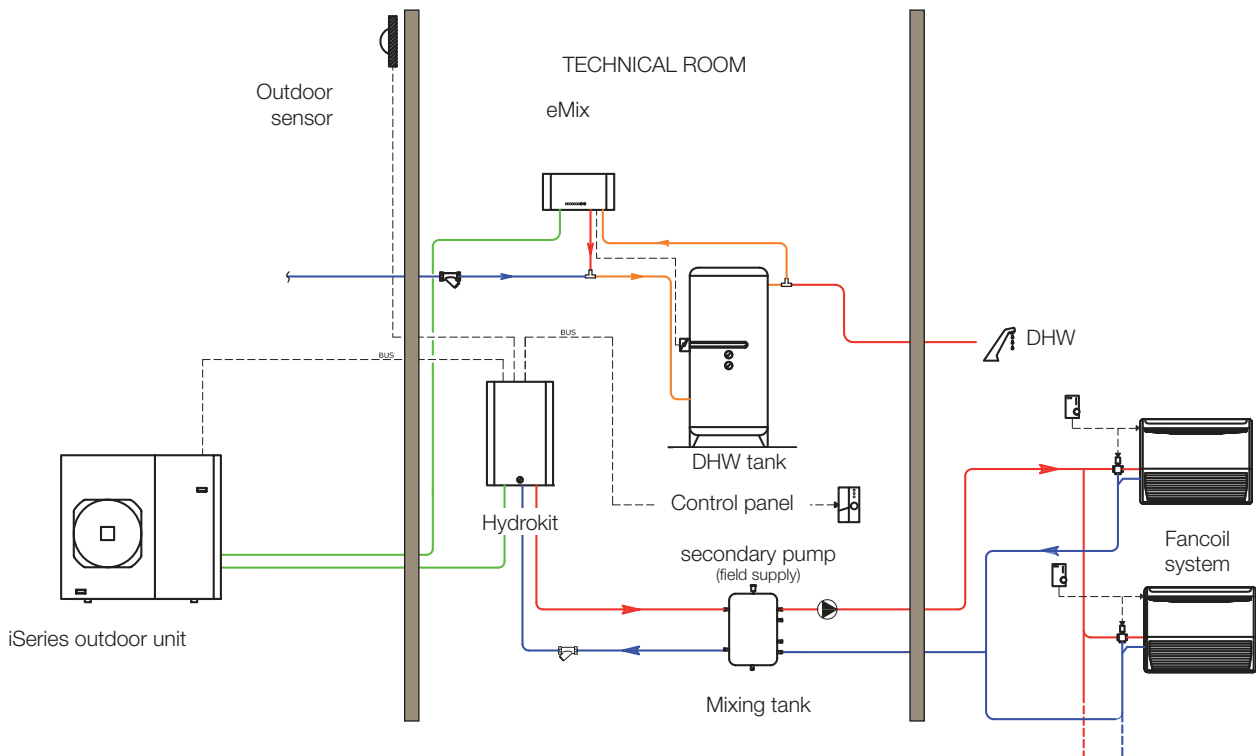 TECHNICAL ROOM
eMix
Outdoor
sensor
BUS
BUS
DHW
DHW tank
Control panel
Hydrokit
secondary pump
(field supply)
Fancoil
system
iSeries outdoor unit
Mixing tank